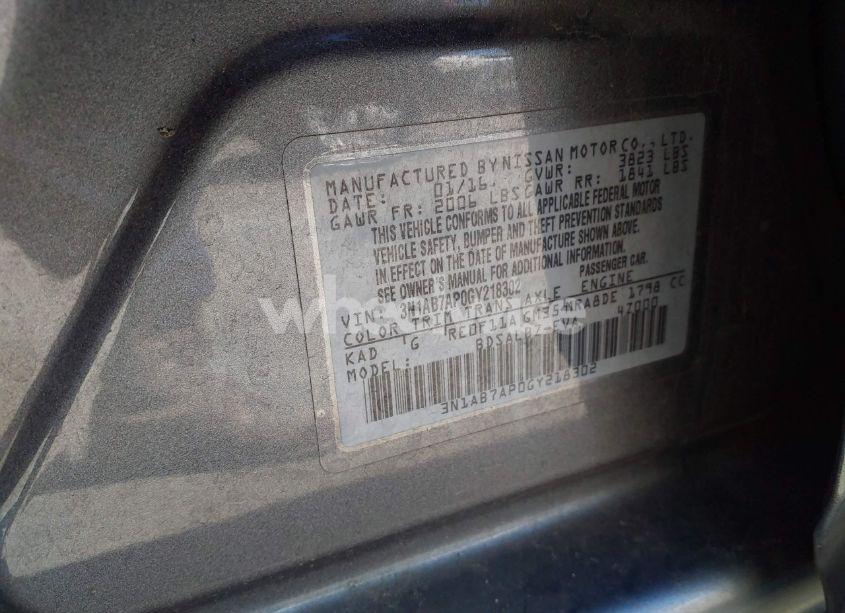 MANUFACTURED BY NISSAN MOTOR CO., LTD.
DATE: 01/16 GVWR: 3823 LBS
GAWR FR: 2006 LBS GAWR RR: 1841 LBS
THIS VEHICLE CONFORMS TO ALL APPLICABLE FEDERAL MOTOR
VEHICLE SAFETY, BUMPER AND THEFT PREVENTION STANDARDS
IN EFFECT ON THE DATE OF MANUFACTURE SHOWN ABOVE.
SEE OWNER'S MANUAL FOR ADDITIONAL INFORMATION.
VIN: 3N1AB7AP0GY218302 PASSENGER CAR.
COLOR TRIM TRANS AXLE ENGINE
KAD G RE0F11A GM354 MRA8DE 1798 CC
MODEL: 47000
3N1AB7AP0GY218302